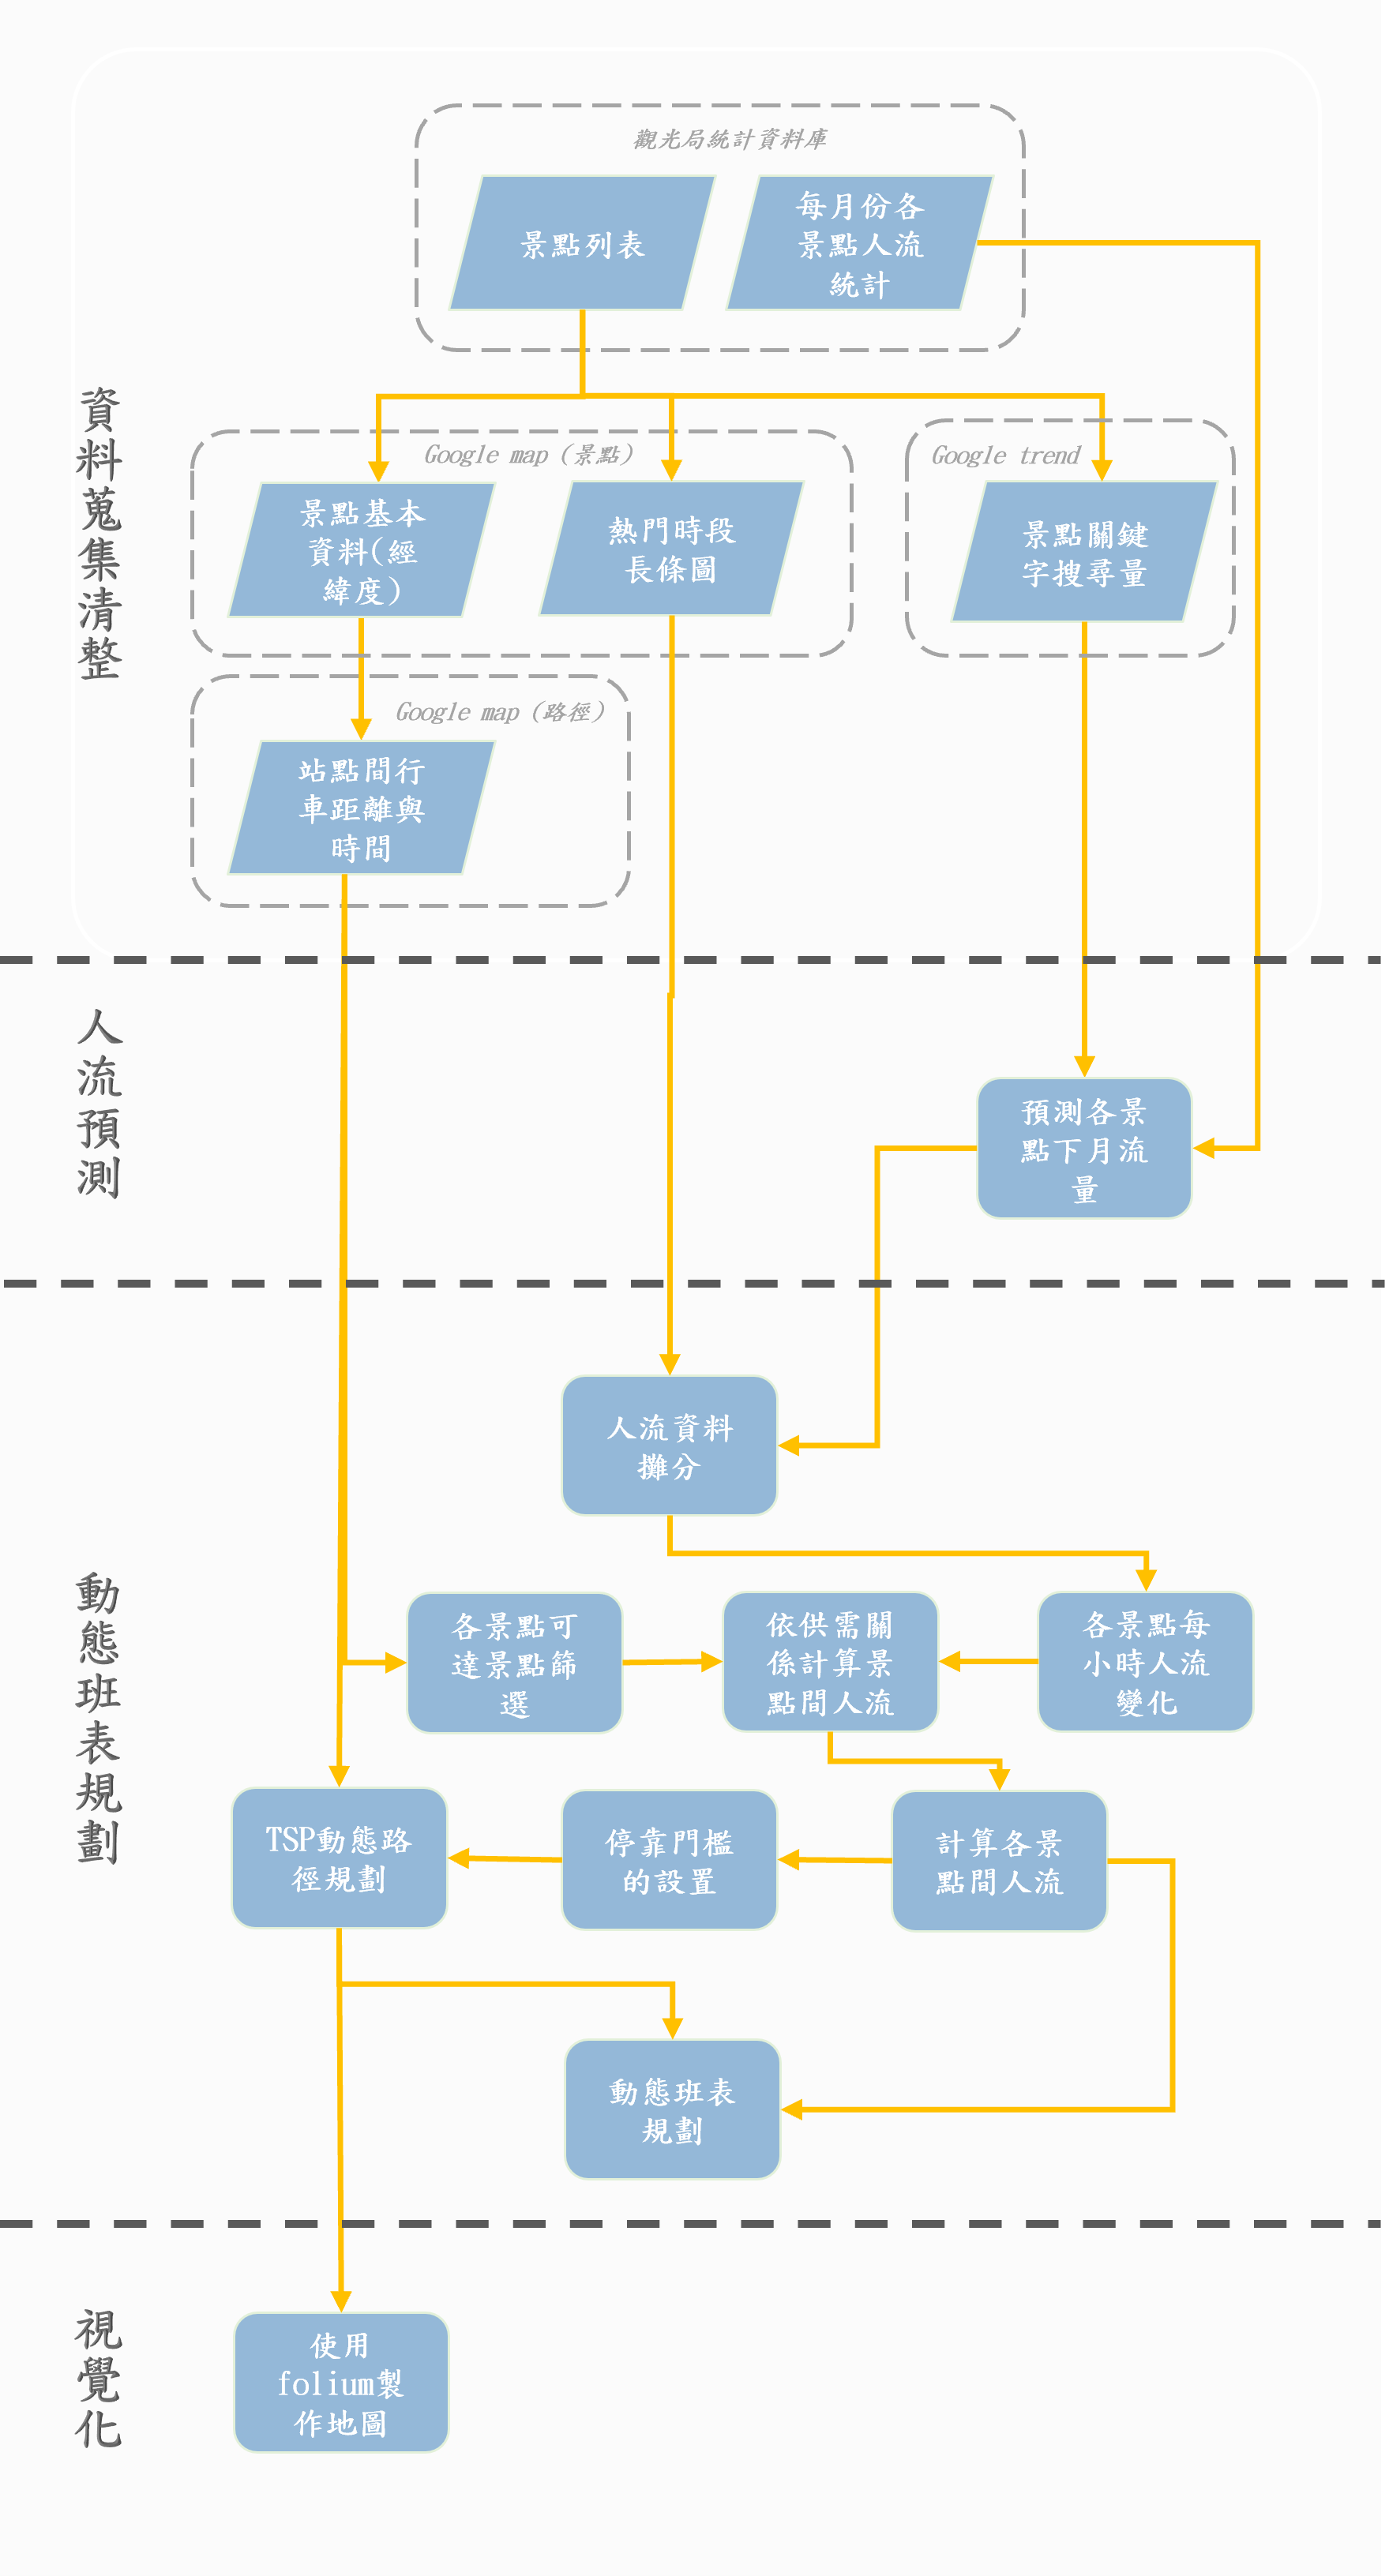 觀光局統計資料庫
景點列表
每月份各
景點人流
統計
資料蒐集清整
Google map (景點)
Google trend
景點基本
資料(經
緯度)
熱門時段
長條圖
景點關鍵
字搜尋量
Google map (路徑)
站點間行
車距離與
時間
人流預測
預測各景
點下月流
量
動態班表規劃
人流資料
攤分
各景點可
達景點篩
選
依供需關
係計算景
點間人流
各景點每
小時人流
變化
TSP動態路
徑規劃
停靠門檻
的設置
計算各景
點間人流
動態班表
規劃
視覺化
使用
folium製
作地圖